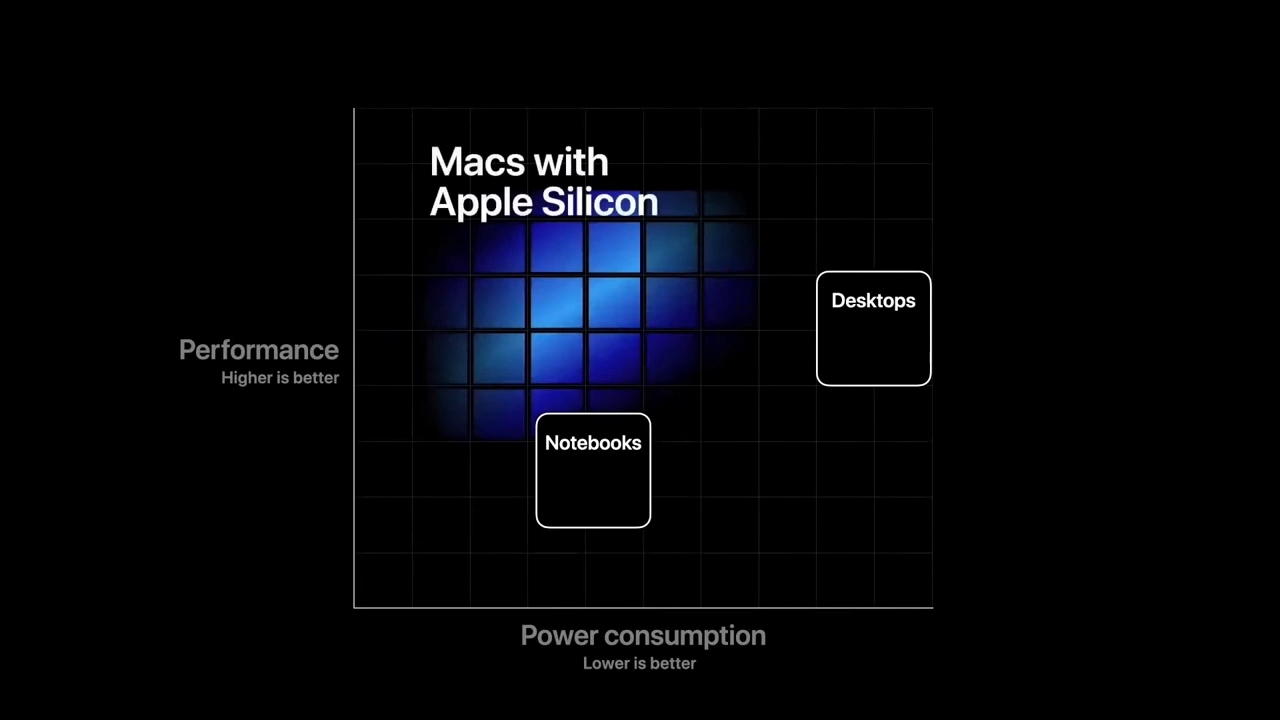 Macs with
Apple Silicon
Desktops
Performance
Higher is better
Notebooks
Power consumption
Lower is better